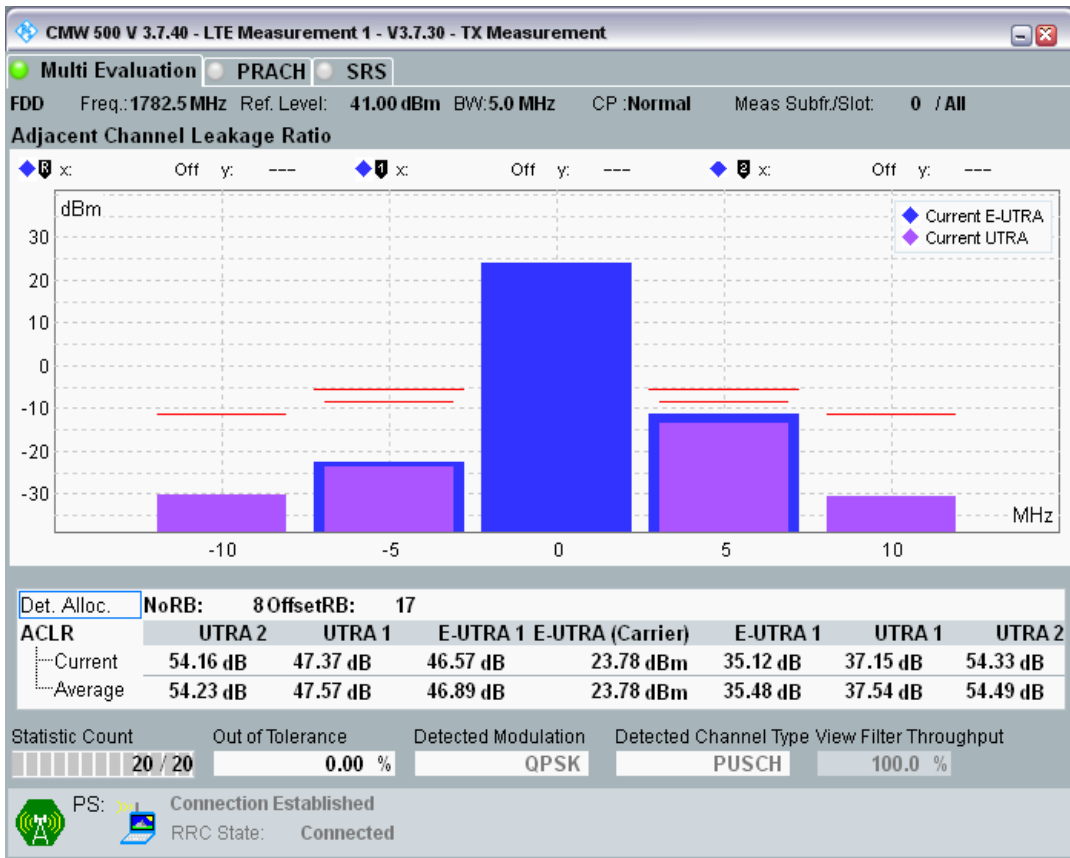 CMW 500 V 3.7.40 - LTE Measurement 1 - V3.7.30 - TX Measurement
Multi Evaluation PRACH SRS
FDD Freq.:1782.5 MHz Ref. Level: 41.00 dBm BW:5.0 MHz CP :Normal Meas Subfr./Slot: 0 / All
Adjacent Channel Leakage Ratio
R x: Off y: --- 1 x: Off y: --- 2 x: Off y: ---
dBm
Current E-UTRA
Current UTRA
30
20
10
0
-10
-20
-30
MHz
-10 -5 0 5 10
Det. Alloc. NoRB: 8 OffsetRB: 17
ACLR UTRA 2 UTRA 1 E-UTRA 1 E-UTRA (Carrier) E-UTRA 1 UTRA 1 UTRA 2
Current 54.16 dB 47.37 dB 46.57 dB 23.78 dBm 35.12 dB 37.15 dB 54.33 dB
Average 54.23 dB 47.57 dB 46.89 dB 23.78 dBm 35.48 dB 37.54 dB 54.49 dB
Statistic Count Out of Tolerance Detected Modulation Detected Channel Type View Filter Throughput
20 / 20 0.00 % QPSK PUSCH 100.0 %
PS: Connection Established
RRC State: Connected